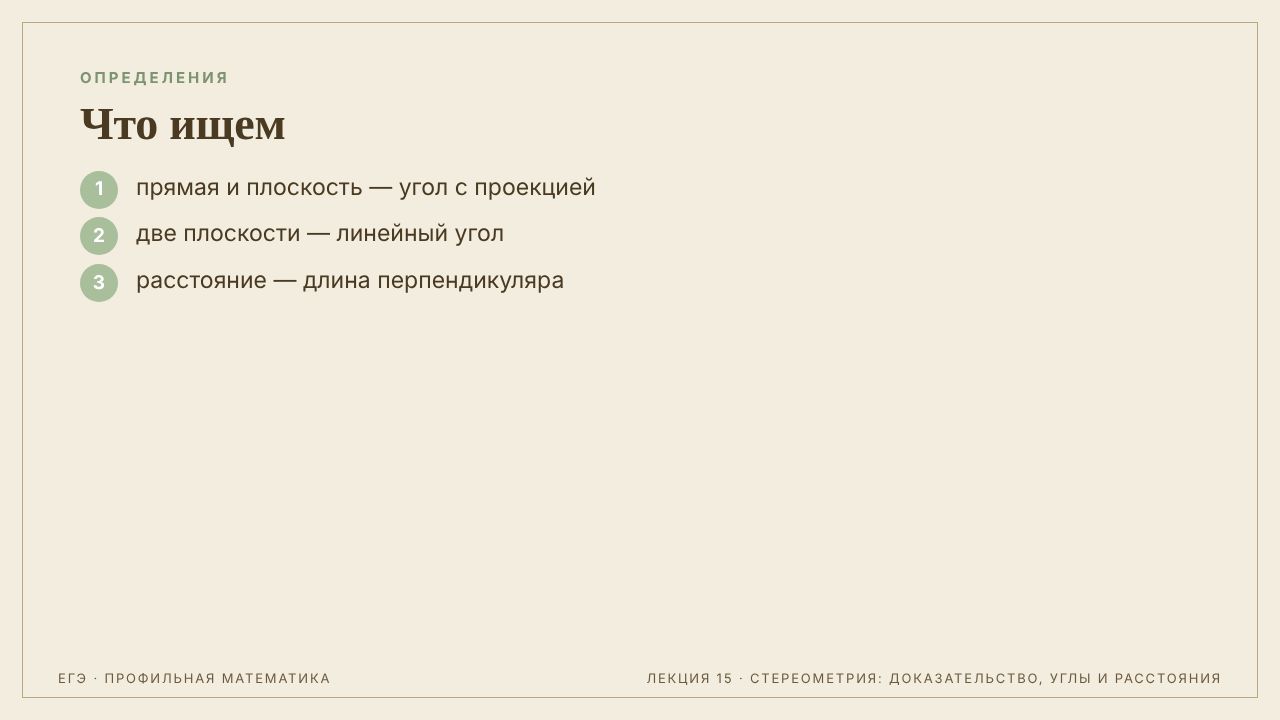 ОПРЕДЕЛЕНИЯ
Что ищем
1 прямая и плоскость — угол с проекцией
2 две плоскости — линейный угол
3 расстояние — длина перпендикуляра
ЕГЭ · ПРОФИЛЬНАЯ МАТЕМАТИКА
ЛЕКЦИЯ 15 · СТЕРЕОМЕТРИЯ: ДОКАЗАТЕЛЬСТВО, УГЛЫ И РАССТОЯНИЯ